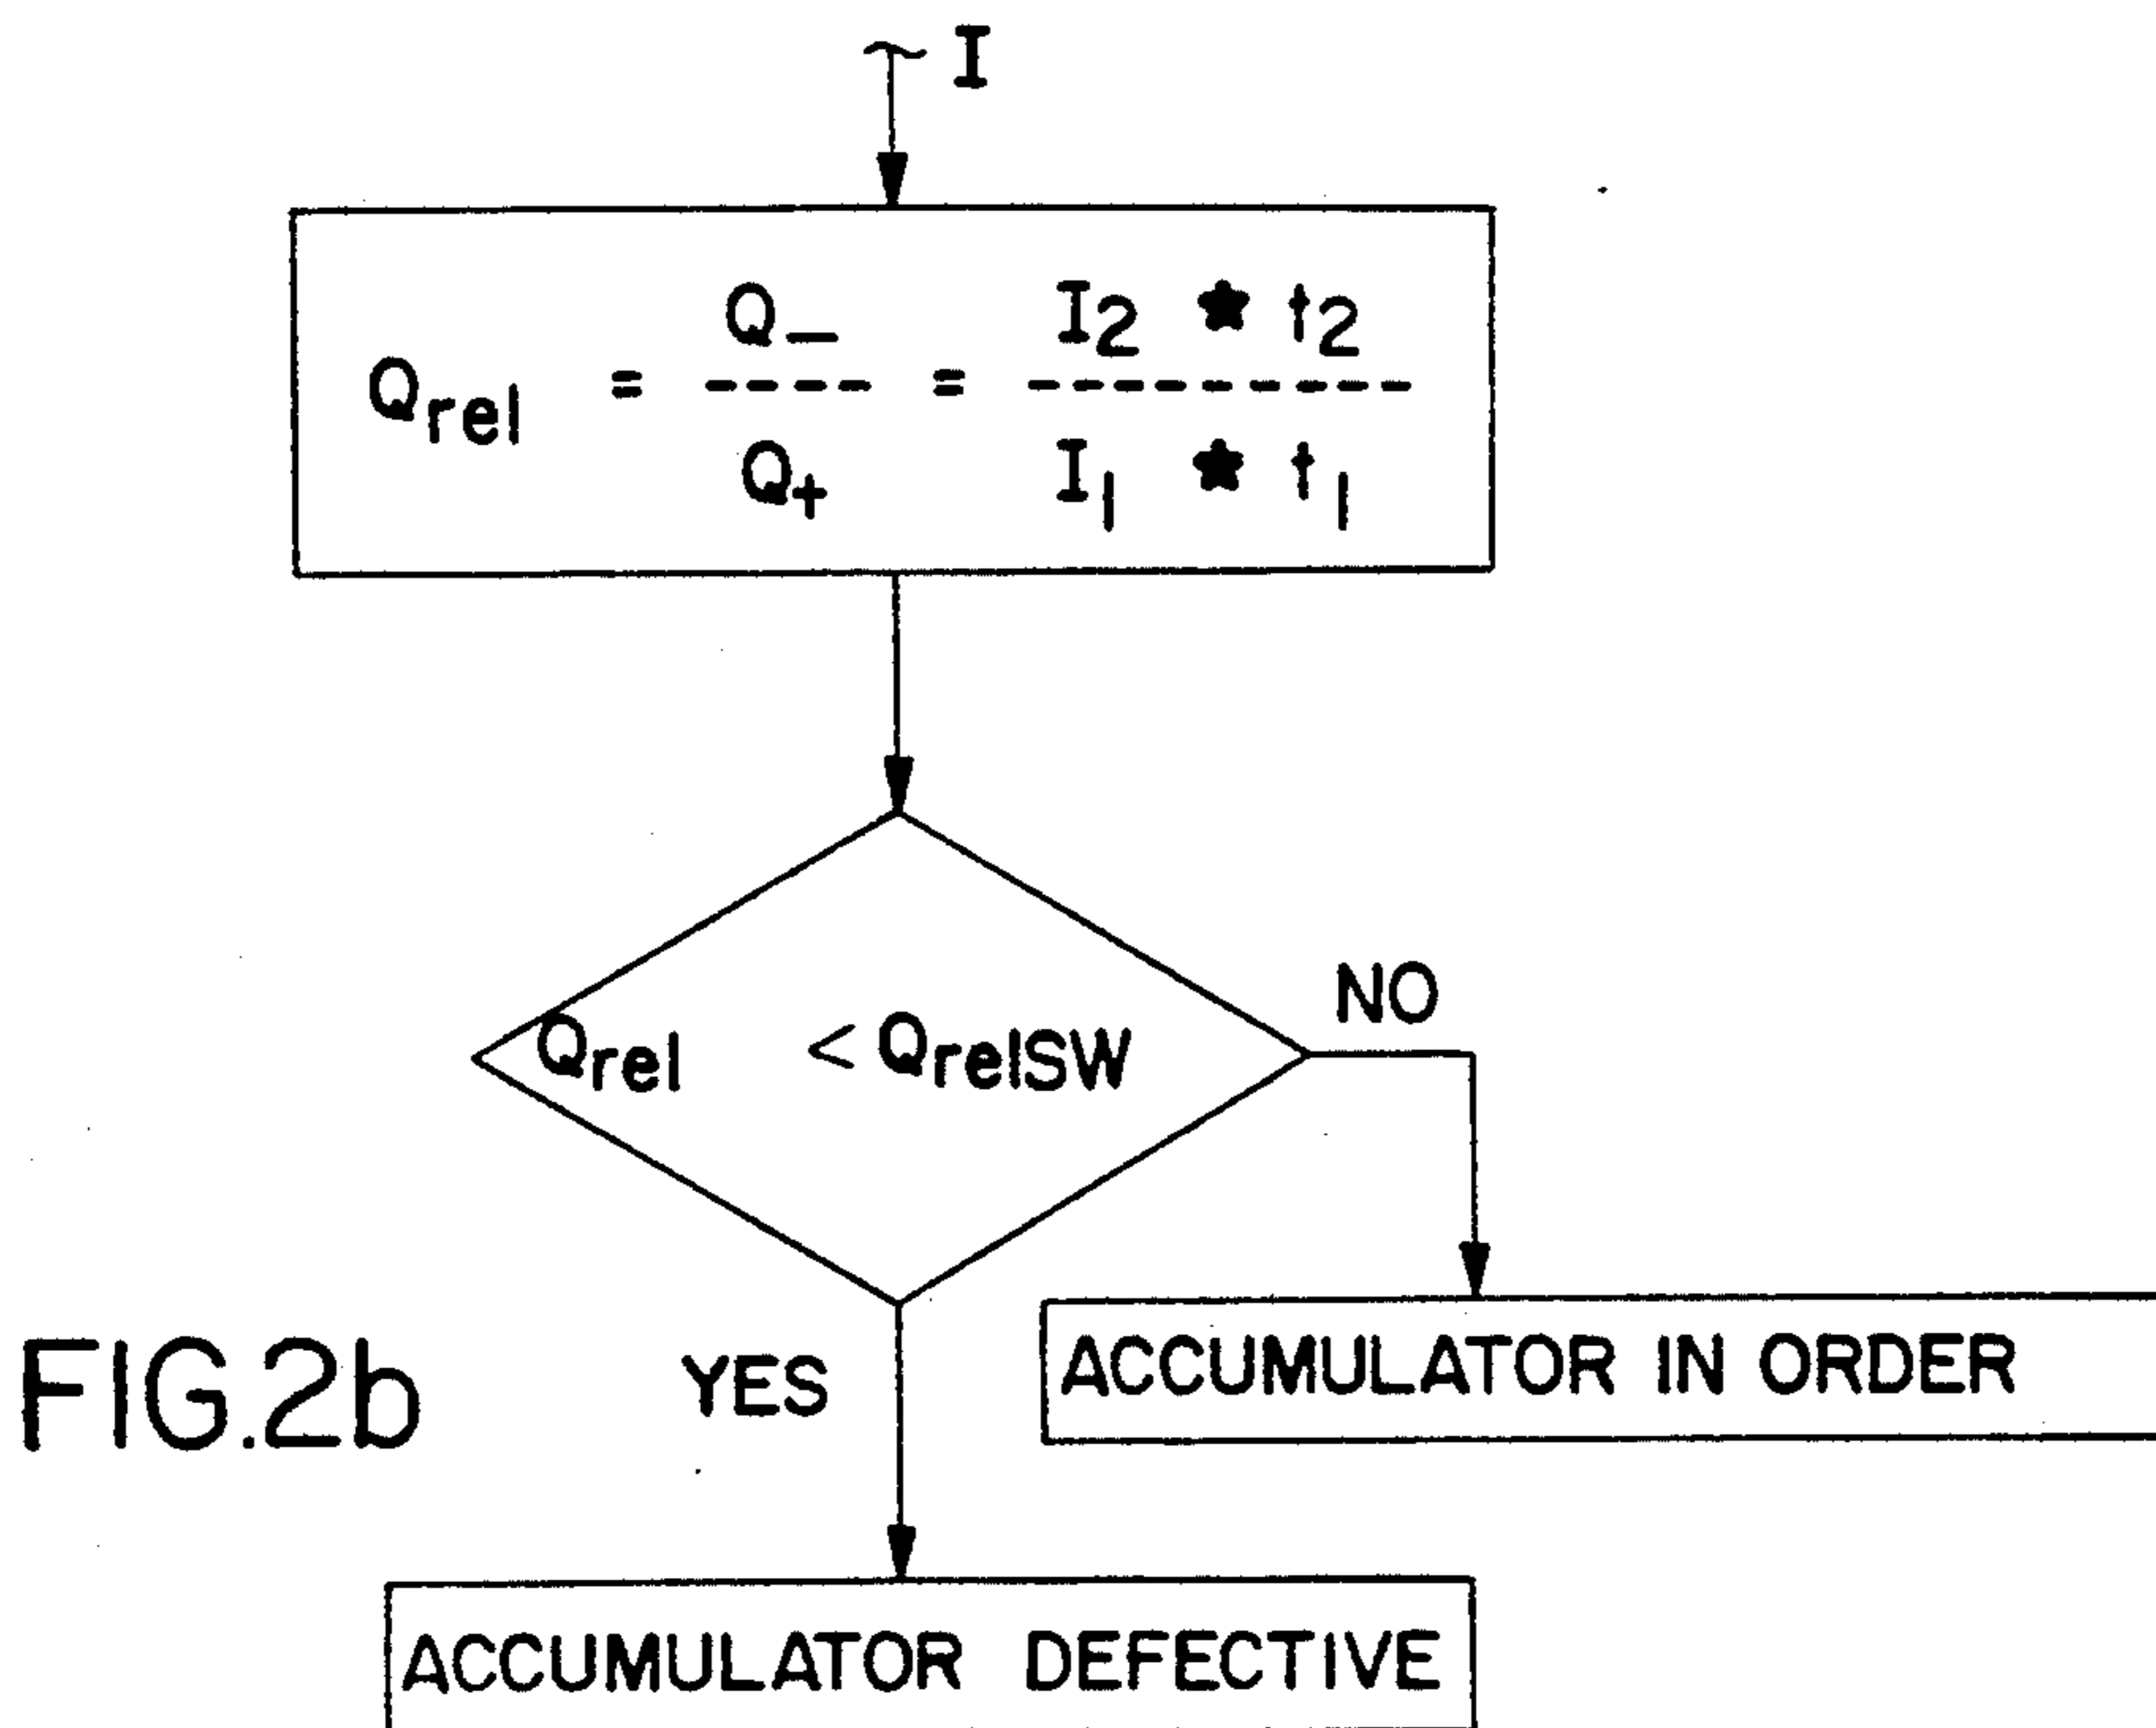 I
Q− I2 ★ t2
Qrel = ---- = ---------
Q+ I1 ★ t1
Qrel < QrelSW
NO
YES
ACCUMULATOR IN ORDER
FIG.2b
ACCUMULATOR DEFECTIVE